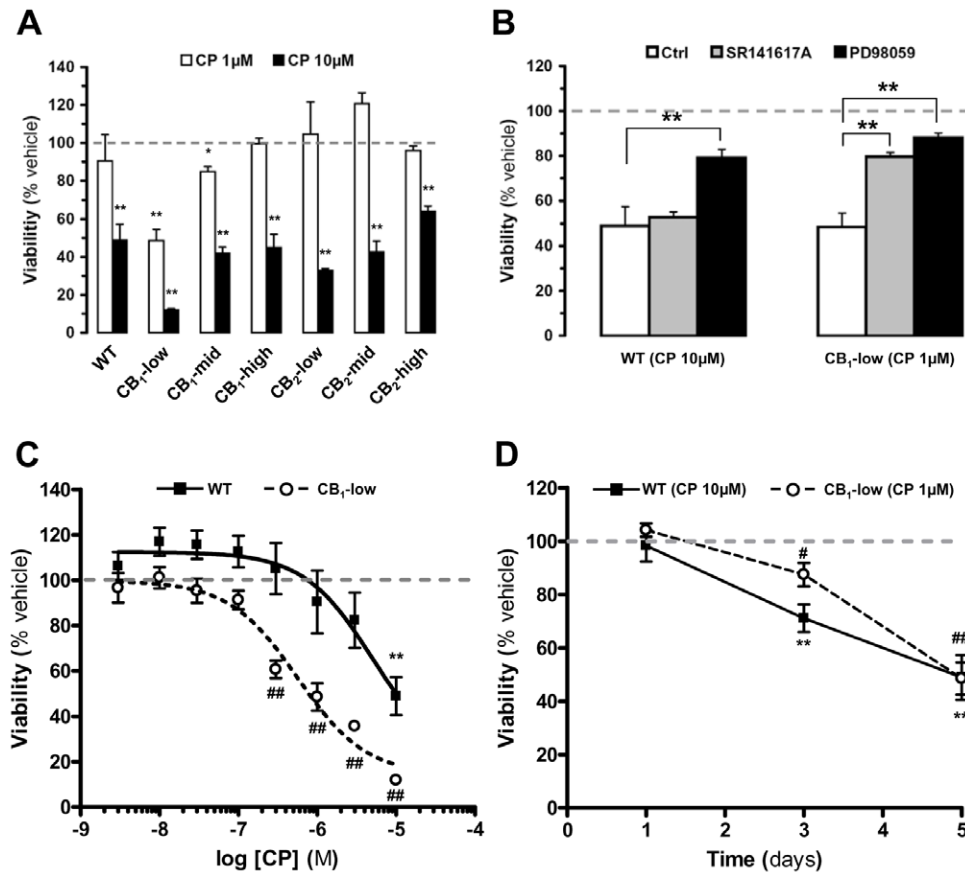 A
CP 1µM CP 10µM
Viabilitiy (% vehicle)
140
120
100
80
60
40
20
0
** ** ** * ** ** ** ** **
WT CB₁-low CB₁-mid CB₁-high CB₂-low CB₂-mid CB₂-high
B
Ctrl SR141617A PD98059
Viability (% vehicle)
120
100
80
60
40
20
0
** ** **
WT (CP 10µM) CB₁-low (CP 1µM)
C
WT CB₁-low
Viability (% vehicle)
140
120
100
80
60
40
20
0
**
## ## ## ##
-9 -8 -7 -6 -5 -4
log [CP] (M)
D
WT (CP 10µM) CB₁-low (CP 1µM)
Viability (% vehicle)
120
100
80
60
40
20
0
#
**
##
**
0 1 2 3 4 5
Time (days)